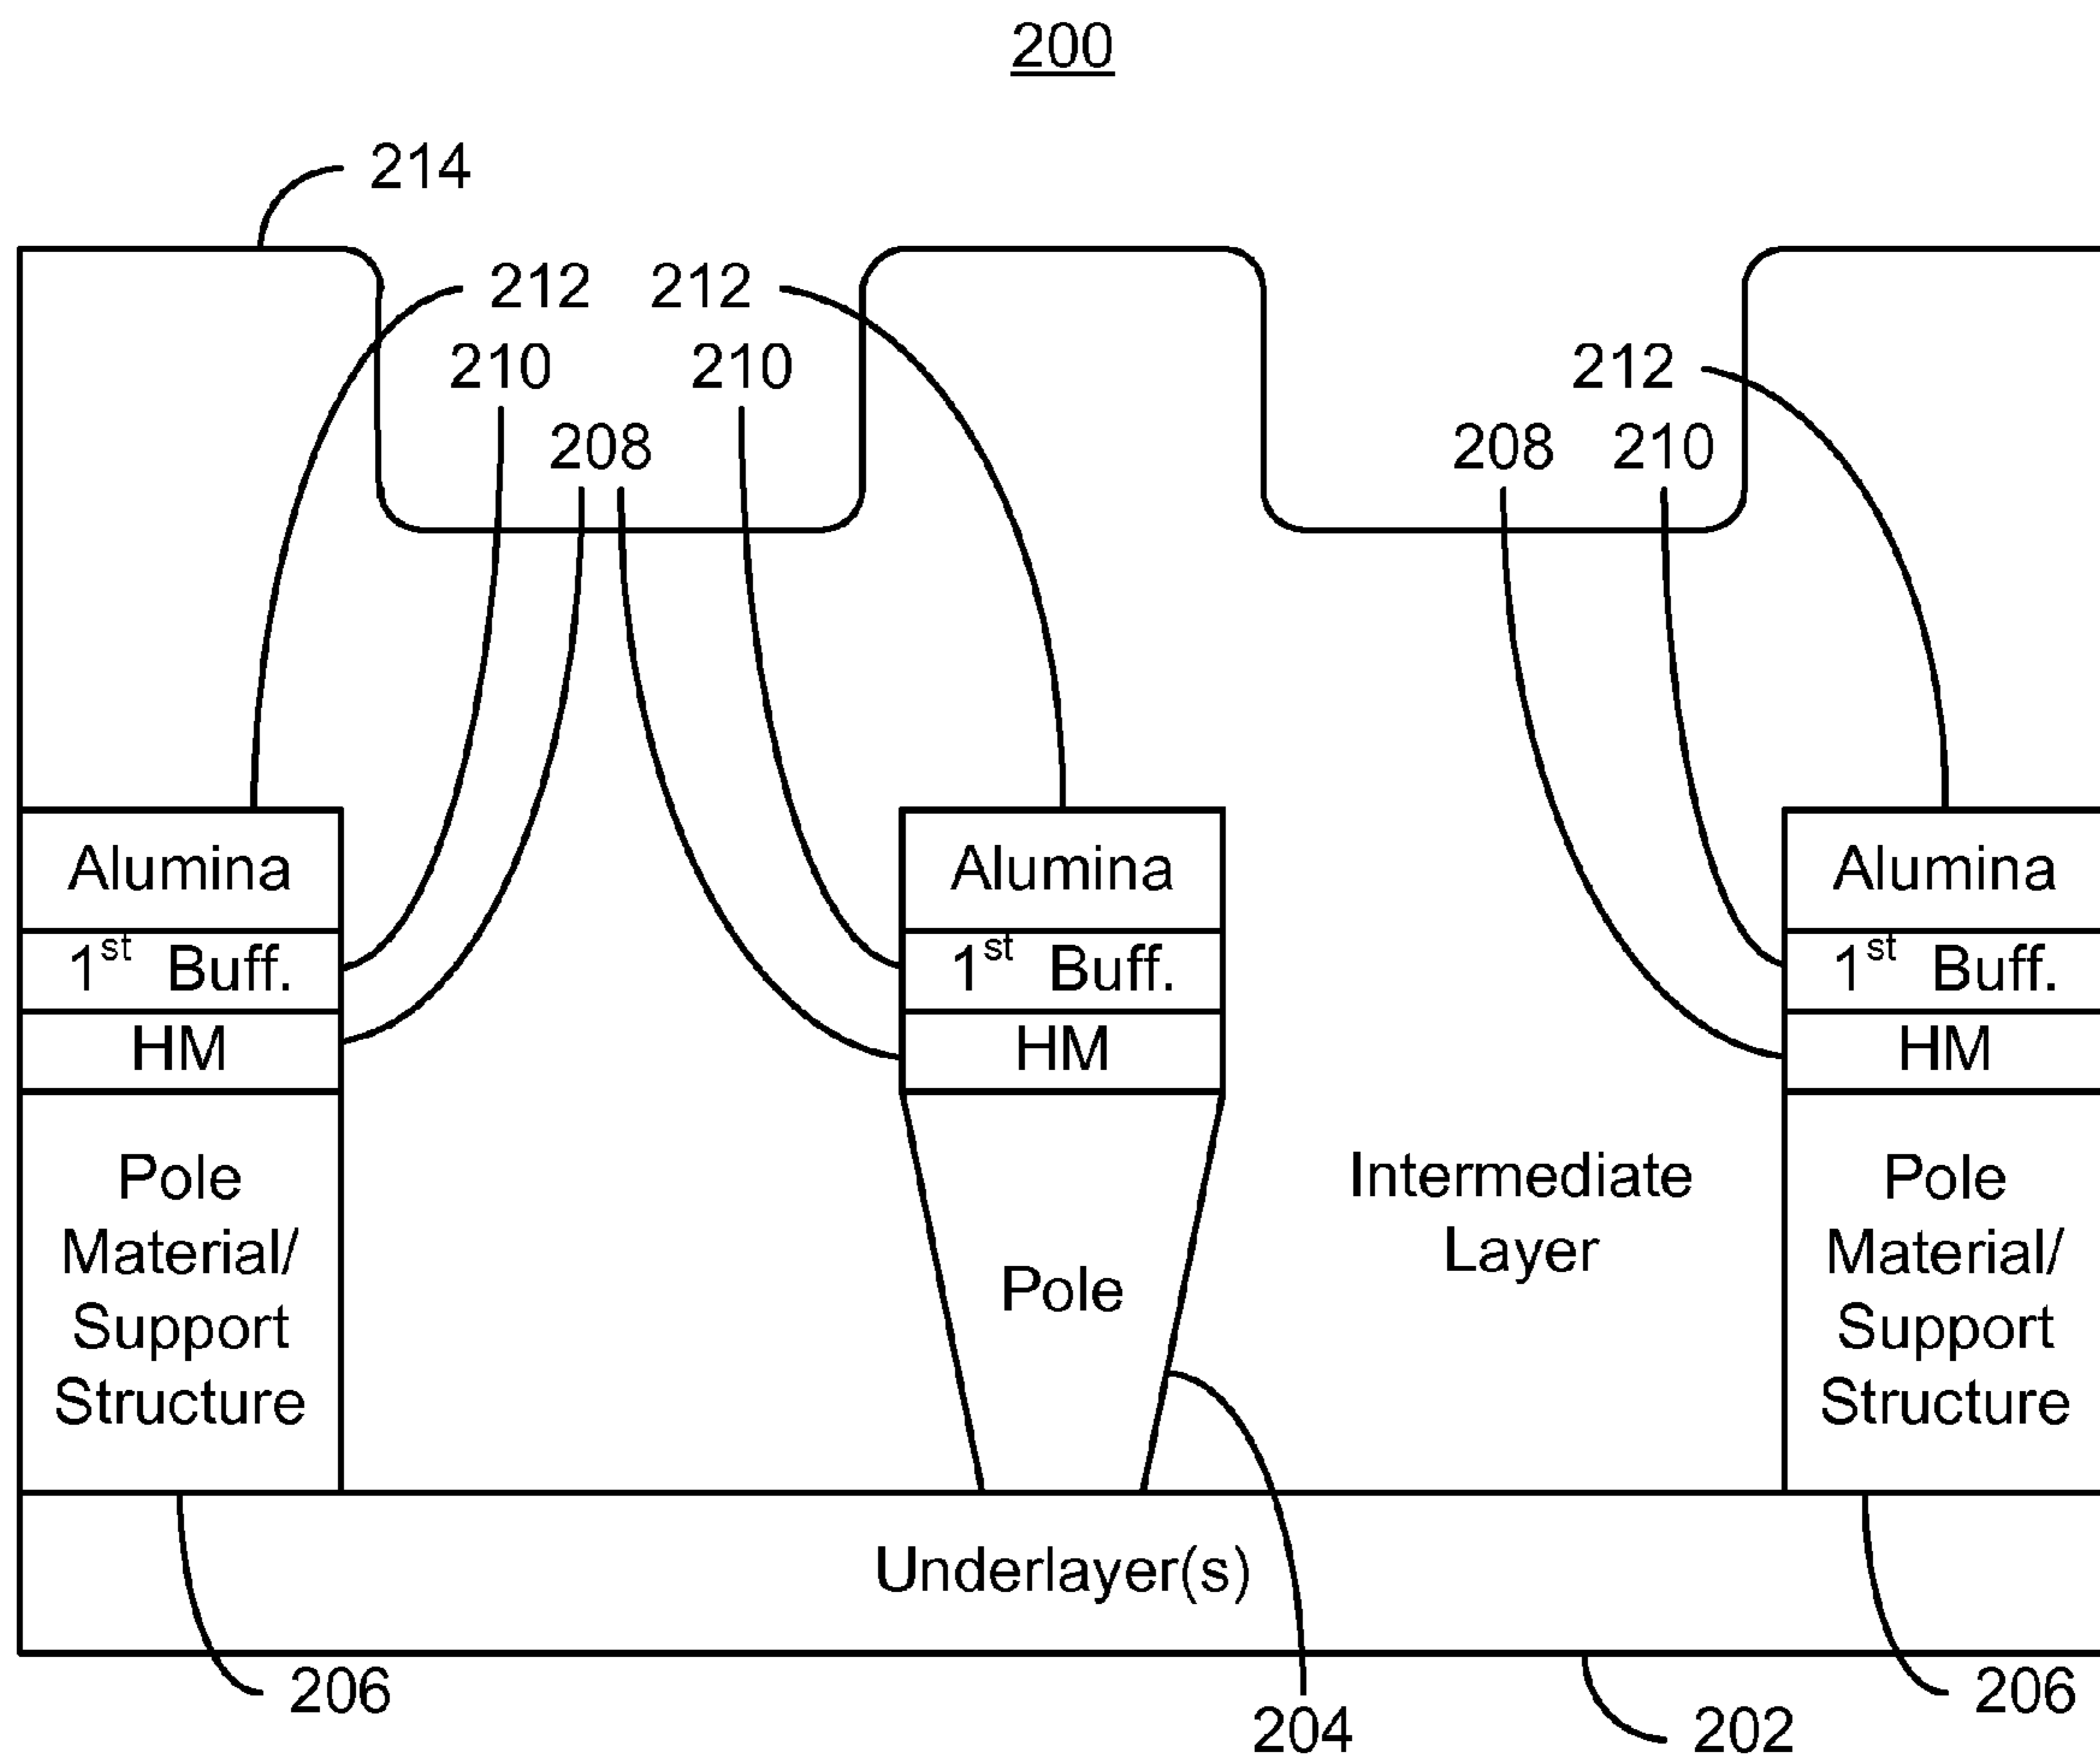 200
214
212 212
210 210 212
208 208 210
Alumina Alumina Alumina
1st Buff. 1st Buff. 1st Buff.
HM HM HM
Pole
Material/
Support
Structure
Pole
Intermediate
Layer
Pole
Material/
Support
Structure
Underlayer(s)
206 204 202 206